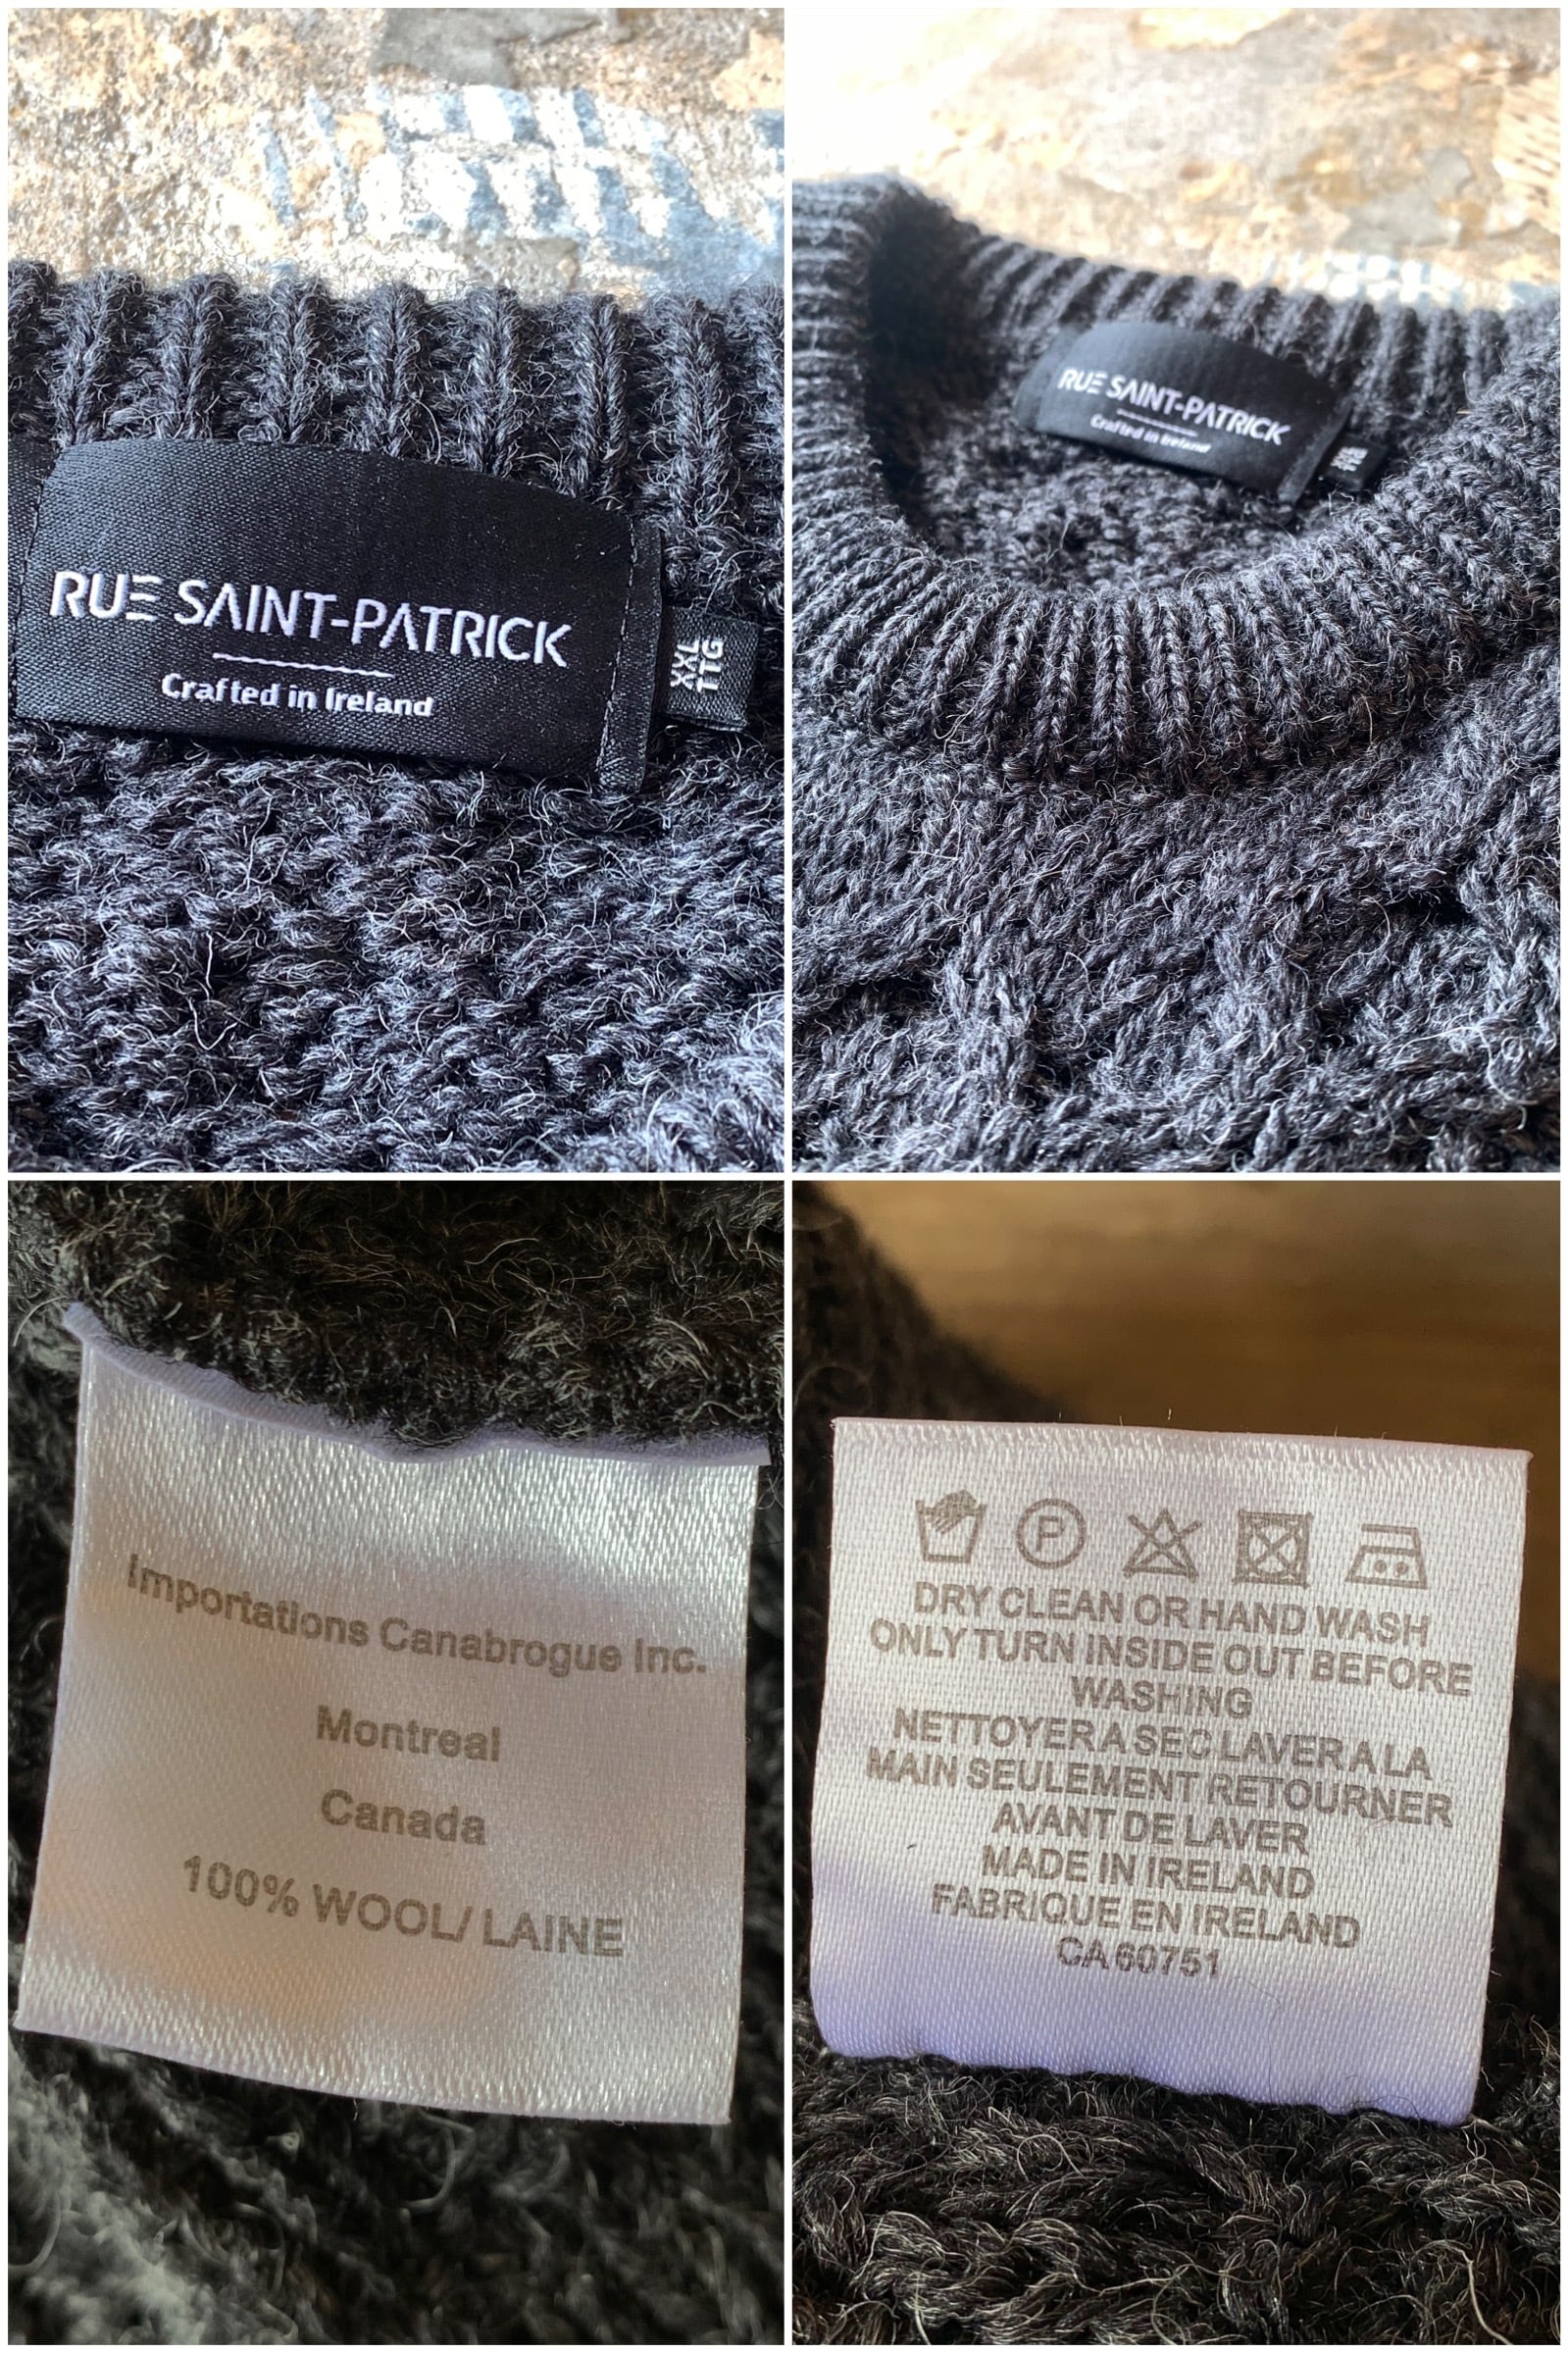 RUE SAINT-PATRICK
Crafted in Ireland
XXL
TTG
RUE SAINT-PATRICK
Crafted in Ireland
XXL
TTG
Importations Canabrogue Inc.
Montreal
Canada
100% WOOL/ LAINE
P
DRY CLEAN OR HAND WASH
ONLY TURN INSIDE OUT BEFORE
WASHING
NETTOYER A SEC LAVER A LA
MAIN SEULEMENT RETOURNER
AVANT DE LAVER
MADE IN IRELAND
FABRIQUE EN IRELAND
CA 60751